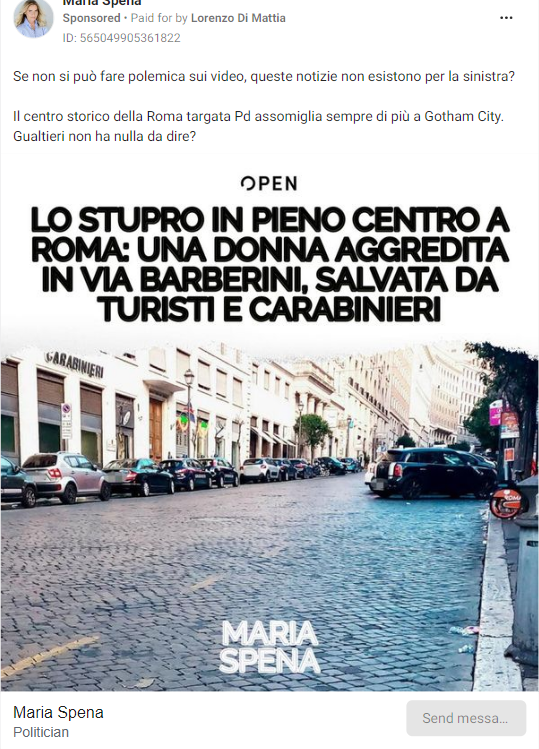 Maria Spena
Sponsored • Paid for by Lorenzo Di Mattia
ID: 565049905361822
Se non si può fare polemica sui video, queste notizie non esistono per la sinistra?
Il centro storico della Roma targata Pd assomiglia sempre di più a Gotham City.
Gualtieri non ha nulla da dire?
OPEN
LO STUPRO IN PIENO CENTRO A
ROMA: UNA DONNA AGGREDITA
IN VIA BARBERINI, SALVATA DA
TURISTI E CARABINIERI
CARABINIERI
MARIA
SPENA
Maria Spena
Politician
Send messa...